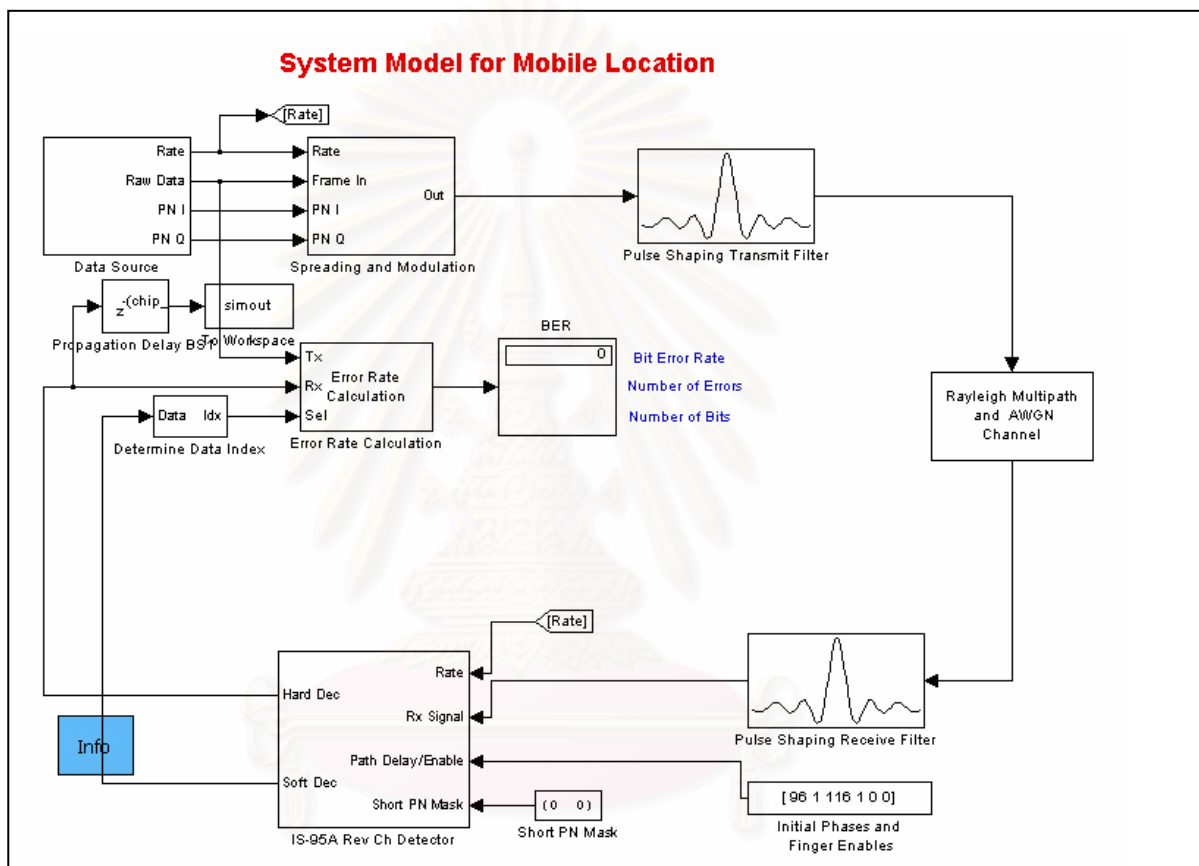 System Model for Mobile Location
[Rate]
Rate
Raw Data
PN I
PN Q
Data Source
Rate
Frame In
PN I
PN Q
Out
Spreading and Modulation
Pulse Shaping Transmit Filter
z
-(chip
Propagation Delay BS1
simout
To Workspace
Tx
Rx
Sel
Error Rate
Calculation
Error Rate Calculation
Data Idx
Determine Data Index
BER
0
Bit Error Rate
Number of Errors
Number of Bits
Rayleigh Multipath
and AWGN
Channel
[Rate]
Hard Dec
Soft Dec
Rate
Rx Signal
Path Delay/Enable
Short PN Mask
IS-95A Rev Ch Detector
Info
(0 0)
Short PN Mask
Pulse Shaping Receive Filter
[96 1 116 1 0 0]
Initial Phases and
Finger Enables